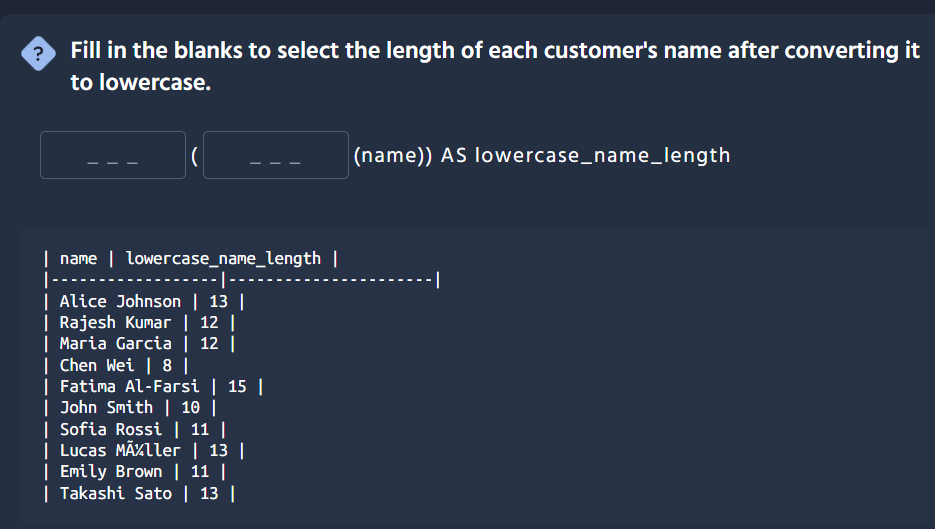 ?
Fill in the blanks to select the length of each customer's name after converting it
to lowercase.
_ _ _ ( _ _ _ (name)) AS lowercase_name_length
| name | lowercase_name_length |
|------------------|----------------------|
| Alice Johnson | 13 |
| Rajesh Kumar | 12 |
| Maria Garcia | 12 |
| Chen Wei | 8 |
| Fatima Al-Farsi | 15 |
| John Smith | 10 |
| Sofia Rossi | 11 |
| Lucas MÃ¼ller | 13 |
| Emily Brown | 11 |
| Takashi Sato | 13 |